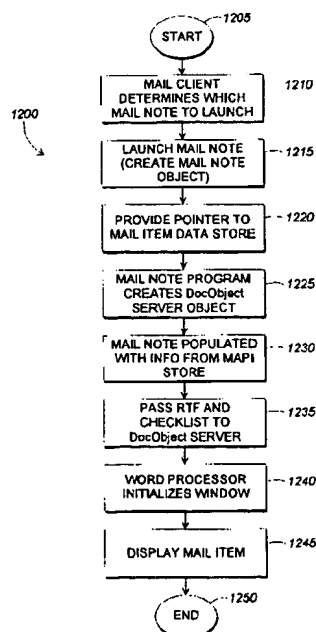 1205
START
MAIL CLIENT
DETERMINES WHICH
MAIL NOTE TO LAUNCH
1210
1200
LAUNCH MAIL NOTE
(CREATE MAIL NOTE
OBJECT)
1215
PROVIDE POINTER TO
MAIL ITEM DATA STORE
1220
MAIL NOTE PROGRAM
CREATES DocObject
SERVER OBJECT
1225
MAIL NOTE POPULATED
WITH INFO FROM MAPI
STORE
1230
PASS RTF AND
CHECKLIST TO
DocObject SERVER
1235
WORD PROCESSOR
INITIALIZES WINDOW
1240
DISPLAY MAIL ITEM
1245
END
1250